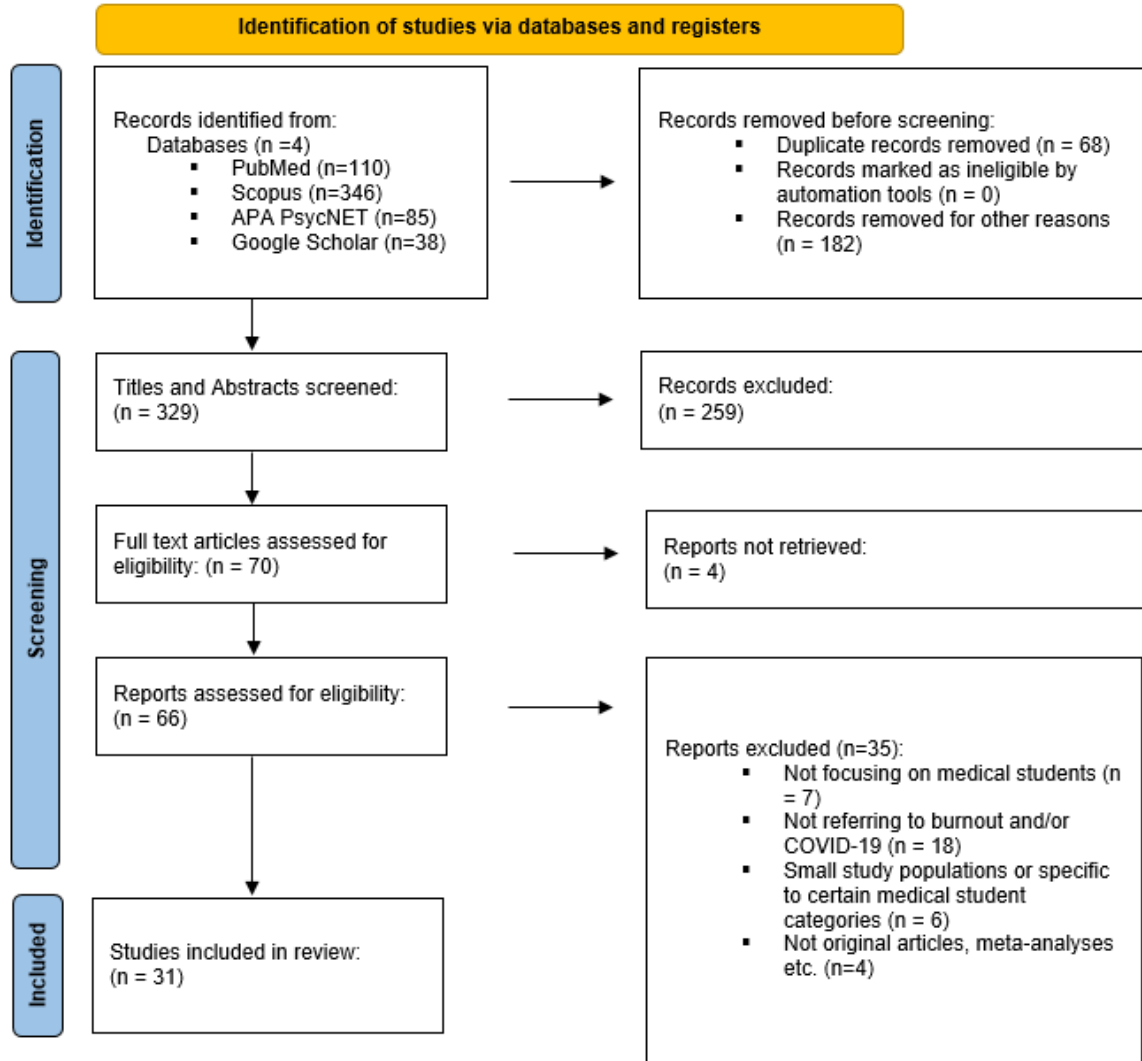 Identification of studies via databases and registers
Identification
Records identified from:
Databases (n =4)
▪ PubMed (n=110)
▪ Scopus (n=346)
▪ APA PsycNET (n=85)
▪ Google Scholar (n=38)
Records removed before screening:
▪ Duplicate records removed (n = 68)
▪ Records marked as ineligible by
automation tools (n = 0)
▪ Records removed for other reasons
(n = 182)
Screening
Titles and Abstracts screened:
(n = 329)
Records excluded:
(n = 259)
Full text articles assessed for
eligibility: (n = 70)
Reports not retrieved:
(n = 4)
Reports assessed for eligibility:
(n = 66)
Reports excluded (n=35):
▪ Not focusing on medical students (n
= 7)
▪ Not referring to burnout and/or
COVID-19 (n = 18)
▪ Small study populations or specific
to certain medical student
categories (n = 6)
▪ Not original articles, meta-analyses
etc. (n=4)
Included
Studies included in review:
(n = 31)